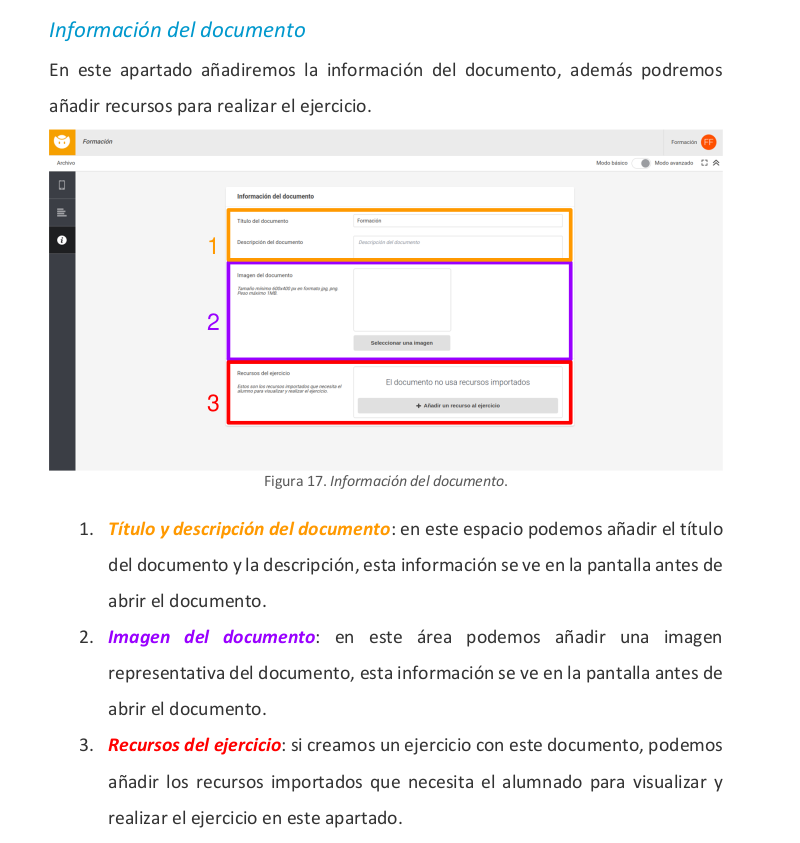 Información del documento
En este apartado añadiremos la información del documento, además podremos
añadir recursos para realizar el ejercicio.
Formación
Formación FF
Archivo
Modo básico Modo avanzado
Información del documento
1
Título del documento Formación
Descripción del documento Descripción del documento
2
Imagen del documento
Tamaño mínimo 600x400 px en formato jpg, png.
Peso máximo 1MB
Seleccionar una imagen
3
Recursos del ejercicio
Estos son los recursos importados que necesita el
alumno para visualizar y realizar el ejercicio.
El documento no usa recursos importados
+ Añadir un recurso al ejercicio
Figura 17. Información del documento.
1. Título y descripción del documento: en este espacio podemos añadir el título
del documento y la descripción, esta información se ve en la pantalla antes de
abrir el documento.
2. Imagen del documento: en este área podemos añadir una imagen
representativa del documento, esta información se ve en la pantalla antes de
abrir el documento.
3. Recursos del ejercicio: si creamos un ejercicio con este documento, podemos
añadir los recursos importados que necesita el alumnado para visualizar y
realizar el ejercicio en este apartado.